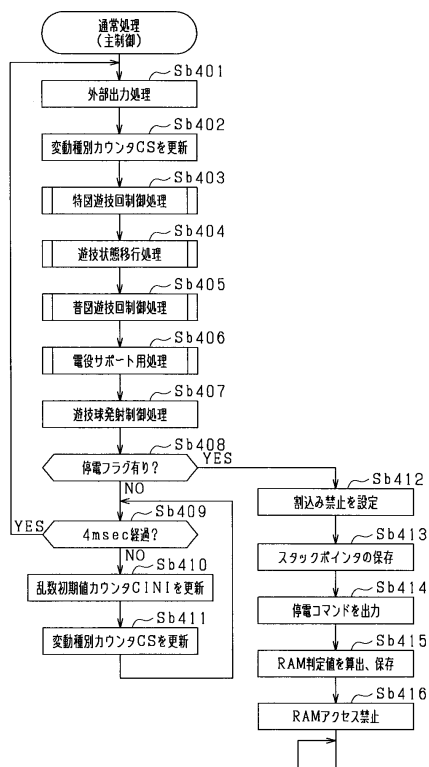 通常処理
(主制御)
Sb401
外部出力処理
Sb402
変動種別カウンタCSを更新
Sb403
特図遊技回制御処理
Sb404
遊技状態移行処理
Sb405
普図遊技回制御処理
Sb406
電役サポート用処理
Sb407
遊技球発射制御処理
Sb408
停電フラグ有り?
YES
NO
Sb409
4msec経過?
YES
NO
Sb410
乱数初期値カウンタCINIを更新
Sb411
変動種別カウンタCSを更新
Sb412
割込み禁止を設定
Sb413
スタックポインタの保存
Sb414
停電コマンドを出力
Sb415
RAM判定値を算出、保存
Sb416
RAMアクセス禁止